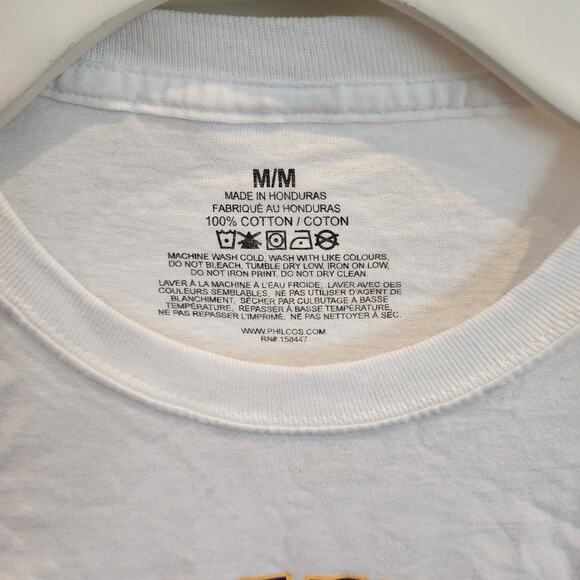 M/M
MADE IN HONDURAS
FABRIQUÉ AU HONDURAS
100% COTTON / COTON
MACHINE WASH COLD, WASH WITH LIKE COLOURS,
DO NOT BLEACH, TUMBLE DRY LOW, IRON ON LOW,
DO NOT IRON PRINT, DO NOT DRY CLEAN.
LAVER À LA MACHINE À L'EAU FROIDE, LAVER AVEC DES
COULEURS SEMBLABLES, NE PAS UTILISER D'AGENT DE
BLANCHIMENT, SÉCHER PAR CULBUTAGE À BASSE
TEMPÉRATURE, REPASSER À BASSE TEMPÉRATURE,
NE PAS REPASSER L'IMPRIMÉ, NE PAS NETTOYER À SEC.
WWW.PHILCOS.COM
RN# 158447